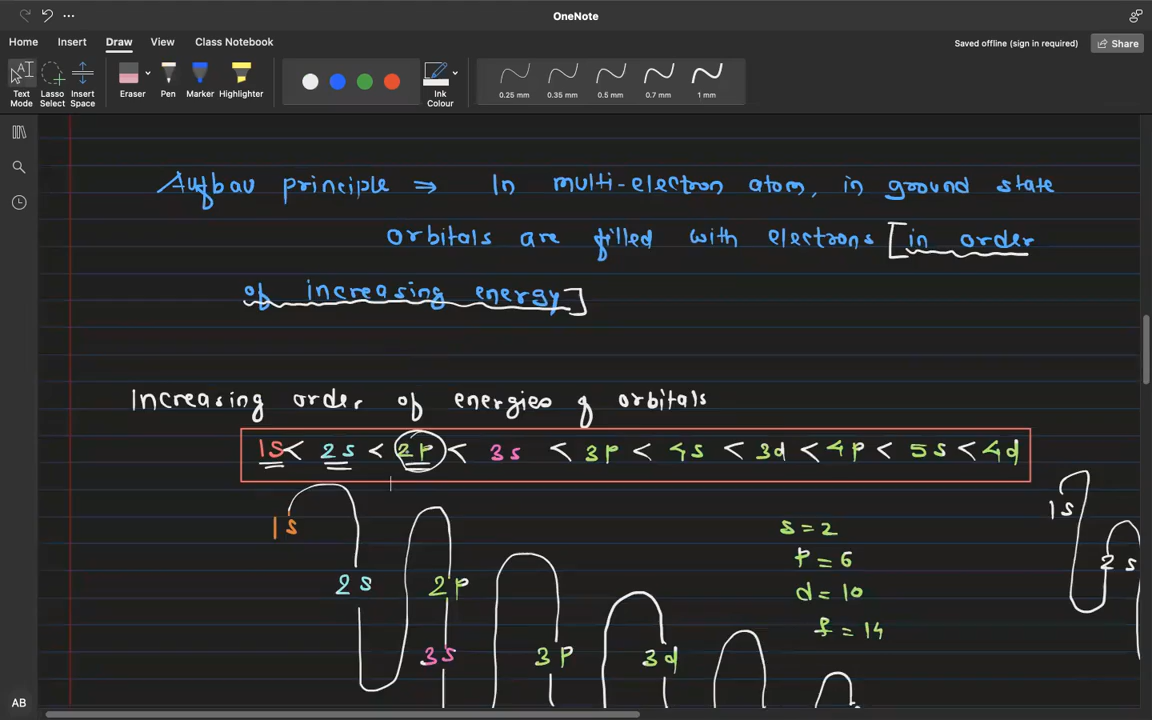 OneNote
Home Insert Draw View Class Notebook
Saved offline (sign in required) Share
Text Mode Lasso Select Insert Space Eraser Pen Marker Highlighter Ink Colour 0.25 mm 0.35 mm 0.5 mm 0.7 mm 1 mm
Aufbau principle ⇒ In multi-electron atom, in ground state
orbitals are filled with electrons [in order
of increasing energy]
Increasing order of energies of orbitals
1s < 2s < 2p < 3s < 3p < 4s < 3d < 4p < 5s < 4d
1s
1s
s = 2
p = 6
2s
2s 2p
d = 10
f = 14
3s 3p 3d
AB